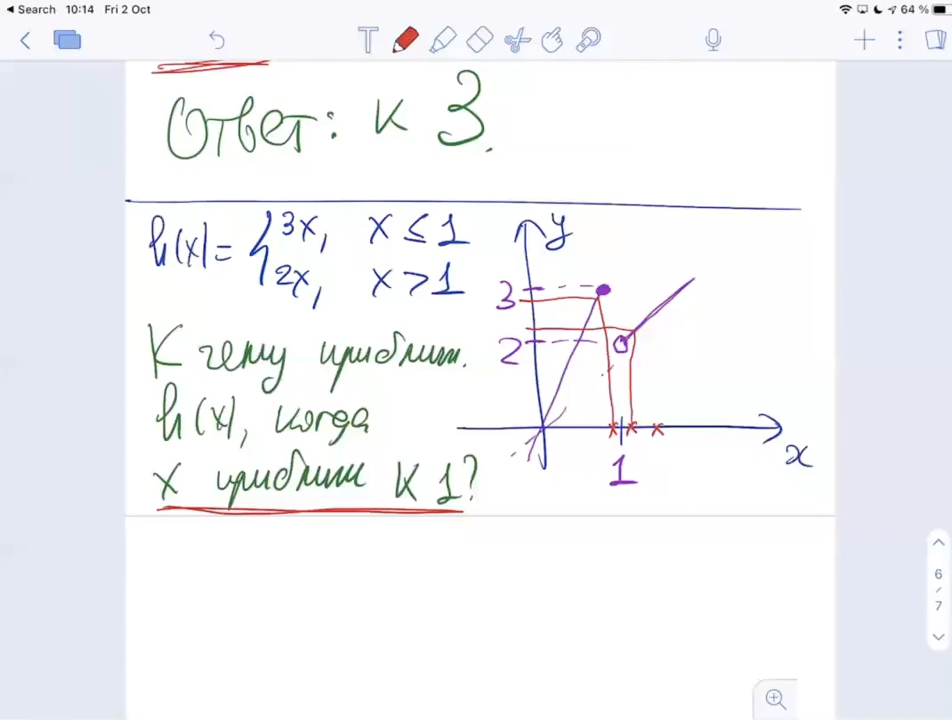 Search 10:14 Fri 2 Oct 64 %
T
Ответ: к 3.
h(x) = { 3x, x ≤ 1
2x, x > 1
К чему приближ.
h(x), когда
x приближ к 1?
y
3
2
1
x
6
/
7